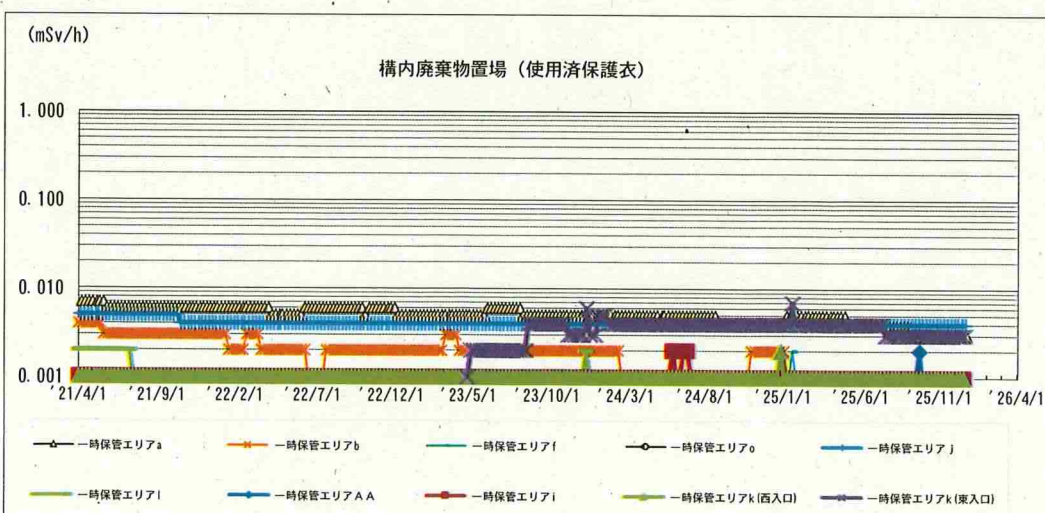 (mSv/h)
構内廃棄物置場（使用済保護衣）
1.000
0.100
0.010
0.001
'21/4/1 '21/9/1 '22/2/1 '22/7/1 '22/12/1 '23/5/1 '23/10/1 '24/3/1 '24/8/1 '25/1/1 '25/6/1 '25/11/1 '26/4/1
一時保管エリアa 一時保管エリアb 一時保管エリアf 一時保管エリアo 一時保管エリアj
一時保管エリアl 一時保管エリアAA 一時保管エリアi 一時保管エリアk(西入口) 一時保管エリアk(東入口)